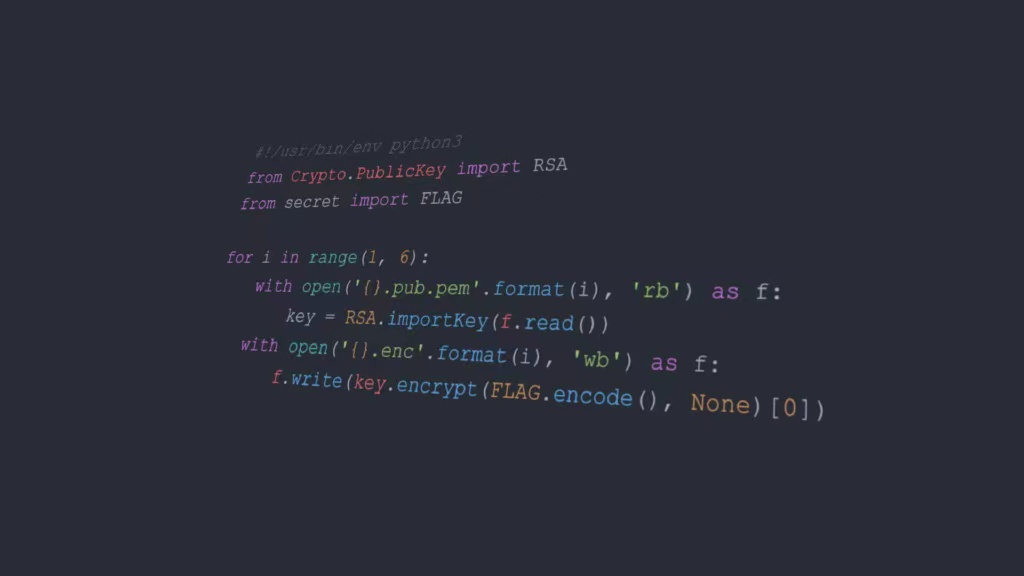 #!/usr/bin/env python3
from Crypto.PublicKey import RSA
from secret import FLAG
for i in range(1, 6):
with open('{}.pub.pem'.format(i), 'rb') as f:
key = RSA.importKey(f.read())
with open('{}.enc'.format(i), 'wb') as f:
f.write(key.encrypt(FLAG.encode(), None)[0])